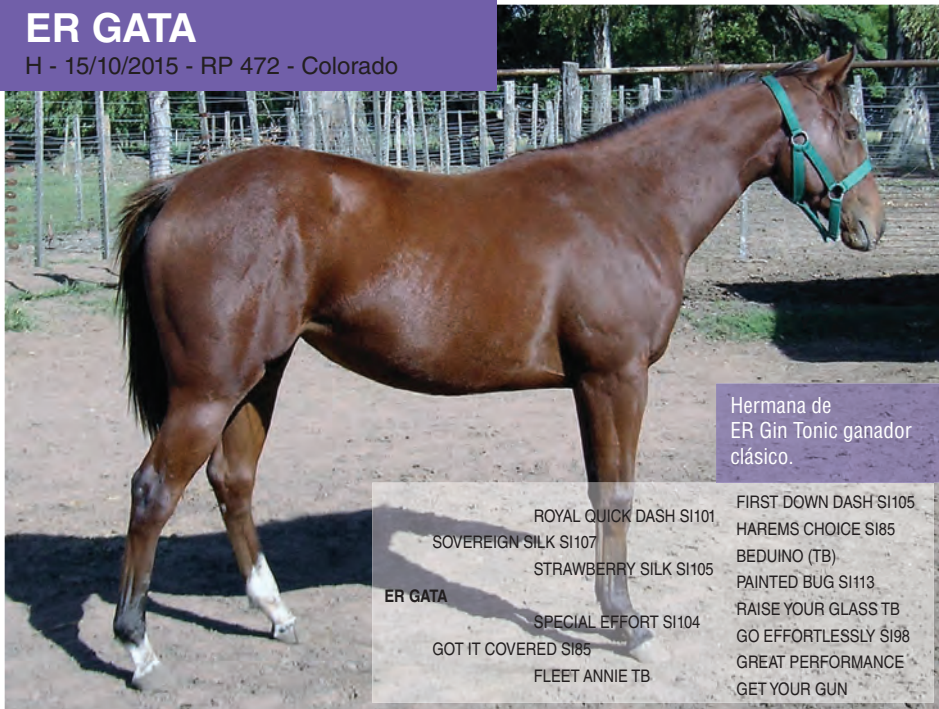 ER GATA
H - 15/10/2015 - RP 472 - Colorado
Hermana de
ER Gin Tonic ganador
clásico.
FIRST DOWN DASH SI105
ROYAL QUICK DASH SI101
HAREMS CHOICE SI85
SOVEREIGN SILK SI107
BEDUINO (TB)
STRAWBERRY SILK SI105
PAINTED BUG SI113
ER GATA
RAISE YOUR GLASS TB
SPECIAL EFFORT SI104
GO EFFORTLESSLY SI98
GOT IT COVERED SI85
GREAT PERFORMANCE
FLEET ANNIE TB
GET YOUR GUN